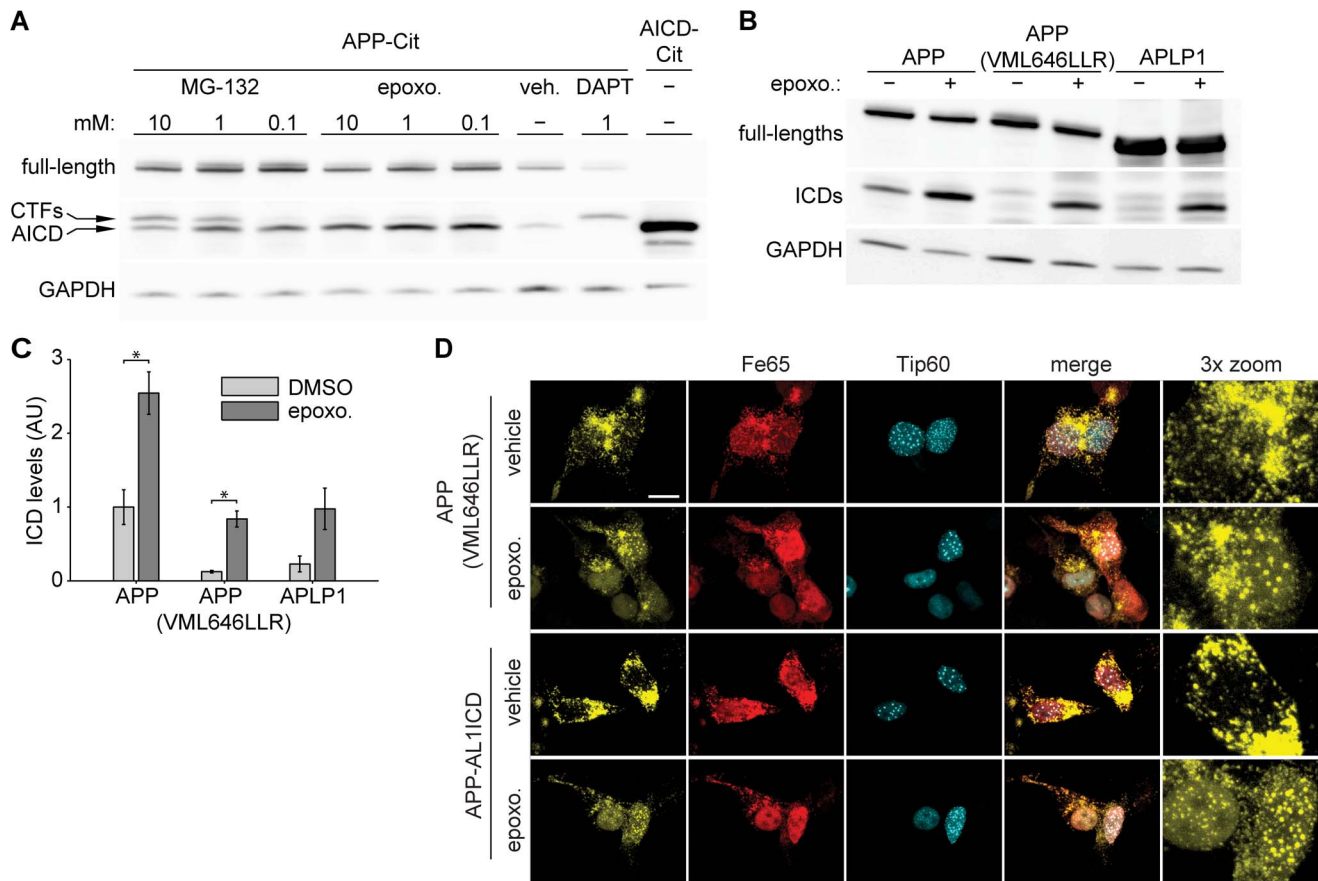 A
APP-Cit
AICD-
Cit
MG-132 epoxo. veh. DAPT –
mM: 10 1 0.1 10 1 0.1 – 1 –
full-length
CTFs
AICD
GAPDH
B
APP APP (VML646LLR) APLP1
epoxo.: – + – + – +
full-lengths
ICDs
GAPDH
C
ICD levels (AU)
3
2
1
0
*
*
DMSO
epoxo.
APP APP APLP1
(VML646LLR)
D
Fe65 Tip60 merge 3x zoom
APP
(VML646LLR)
vehicle
epoxo.
APP-AL1ICD
vehicle
epoxo.